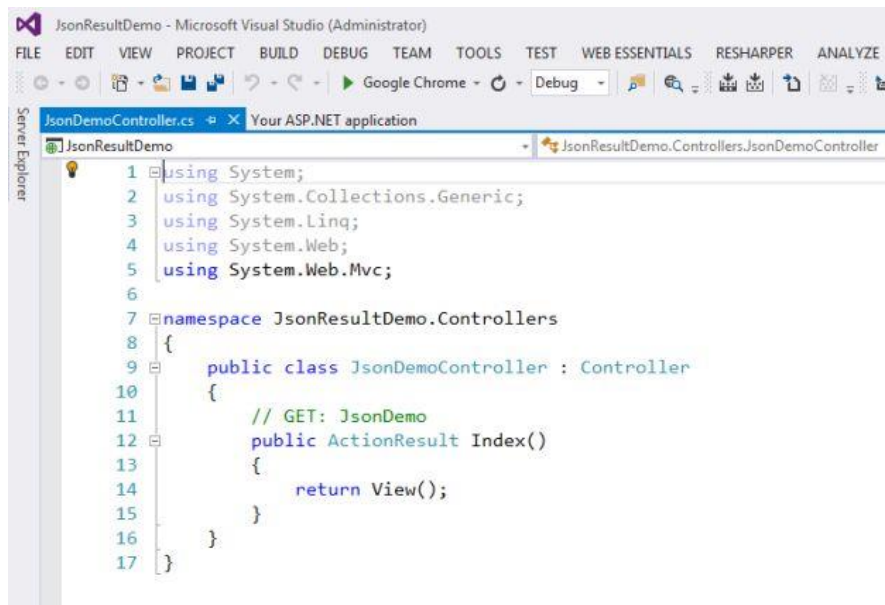 JsonResultDemo - Microsoft Visual Studio (Administrator)
FILE EDIT VIEW PROJECT BUILD DEBUG TEAM TOOLS TEST WEB ESSENTIALS RESHARPER ANALYZE
Google Chrome Debug
Server Explorer
JsonDemoController.cs Your ASP.NET application
JsonResultDemo JsonResultDemo.Controllers.JsonDemoController
1 using System;
2 using System.Collections.Generic;
3 using System.Linq;
4 using System.Web;
5 using System.Web.Mvc;
6
7 namespace JsonResultDemo.Controllers
8 {
9 public class JsonDemoController : Controller
10 {
11 // GET: JsonDemo
12 public ActionResult Index()
13 {
14 return View();
15 }
16 }
17 }